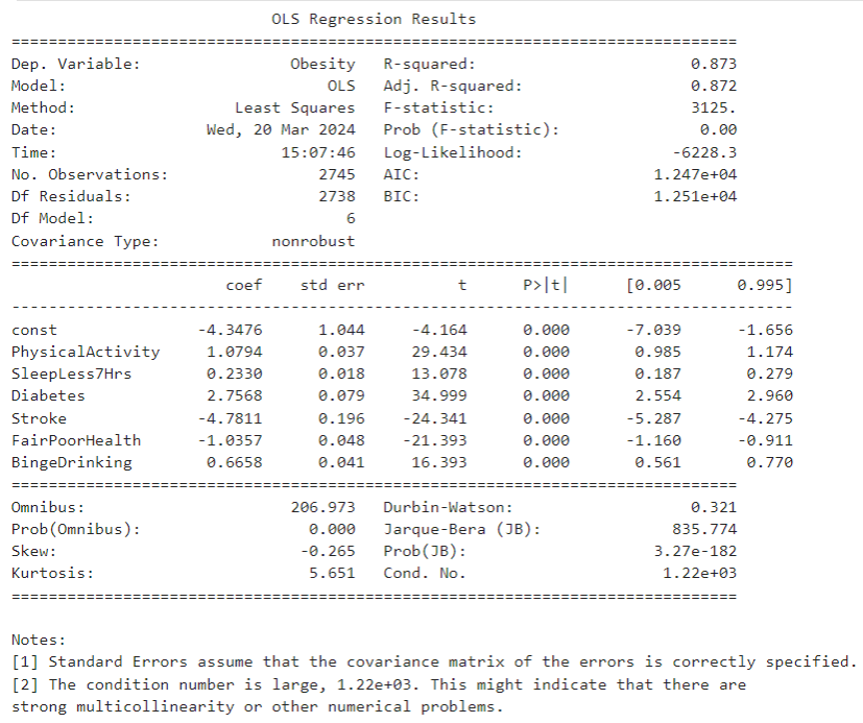 OLS Regression Results
==============================================================================
Dep. Variable: Obesity R-squared: 0.873
Model: OLS Adj. R-squared: 0.872
Method: Least Squares F-statistic: 3125.
Date: Wed, 20 Mar 2024 Prob (F-statistic): 0.00
Time: 15:07:46 Log-Likelihood: -6228.3
No. Observations: 2745 AIC: 1.247e+04
Df Residuals: 2738 BIC: 1.251e+04
Df Model: 6
Covariance Type: nonrobust
====================================================================================
coef std err t P>|t| [0.005 0.995]
------------------------------------------------------------------------------------
const -4.3476 1.044 -4.164 0.000 -7.039 -1.656
PhysicalActivity 1.0794 0.037 29.434 0.000 0.985 1.174
SleepLess7Hrs 0.2330 0.018 13.078 0.000 0.187 0.279
Diabetes 2.7568 0.079 34.999 0.000 2.554 2.960
Stroke -4.7811 0.196 -24.341 0.000 -5.287 -4.275
FairPoorHealth -1.0357 0.048 -21.393 0.000 -1.160 -0.911
BingeDrinking 0.6658 0.041 16.393 0.000 0.561 0.770
==============================================================================
Omnibus: 206.973 Durbin-Watson: 0.321
Prob(Omnibus): 0.000 Jarque-Bera (JB): 835.774
Skew: -0.265 Prob(JB): 3.27e-182
Kurtosis: 5.651 Cond. No. 1.22e+03
==============================================================================
Notes:
[1] Standard Errors assume that the covariance matrix of the errors is correctly specified.
[2] The condition number is large, 1.22e+03. This might indicate that there are
strong multicollinearity or other numerical problems.